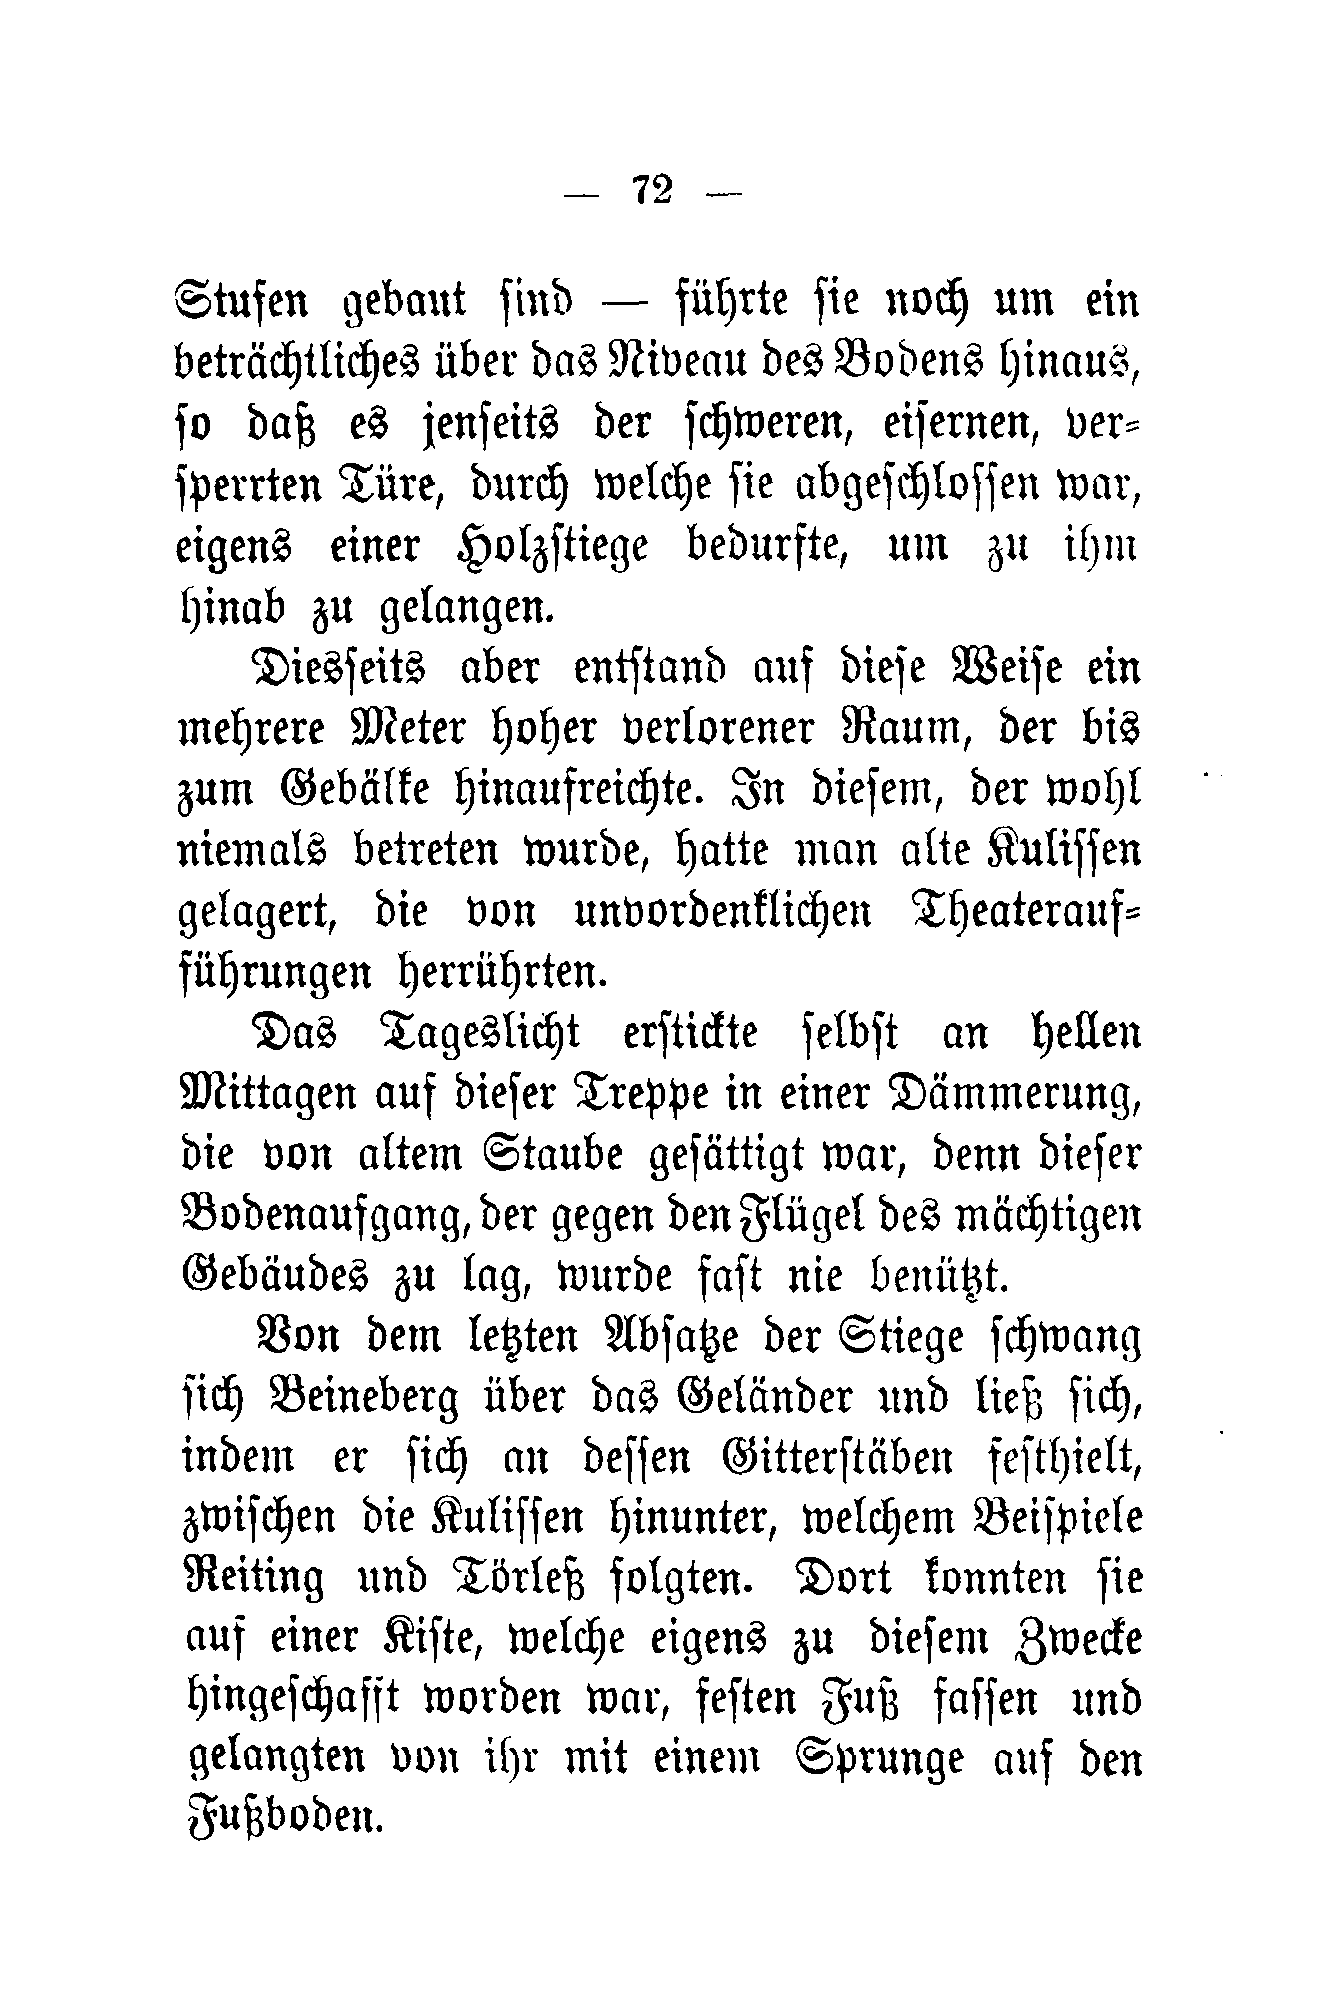 — 72 —
Stufen gebaut sind — führte sie noch um ein
beträchtliches über das Niveau des Bodens hinaus,
so daß es jenseits der schweren, eisernen, ver-
sperrten Türe, durch welche sie abgeschlossen war,
eigens einer Holzstiege bedurfte, um zu ihm
hinab zu gelangen.
Diesseits aber entstand auf diese Weise ein
mehrere Meter hoher verlorener Raum, der bis
zum Gebälke hinaufreichte. In diesem, der wohl
niemals betreten wurde, hatte man alte Kulissen
gelagert, die von unvordenklichen Theaterauf-
führungen herrührten.
Das Tageslicht erstickte selbst an hellen
Mittagen auf dieser Treppe in einer Dämmerung,
die von altem Staube gesättigt war, denn dieser
Bodenaufgang, der gegen den Flügel des mächtigen
Gebäudes zu lag, wurde fast nie benützt.
Von dem letzten Absatze der Stiege schwang
sich Beineberg über das Geländer und ließ sich,
indem er sich an dessen Gitterstäben festhielt,
zwischen die Kulissen hinunter, welchem Beispiele
Reiting und Törleß folgten. Dort konnten sie
auf einer Kiste, welche eigens zu diesem Zwecke
hingeschafft worden war, festen Fuß fassen und
gelangten von ihr mit einem Sprunge auf den
Fußboden.